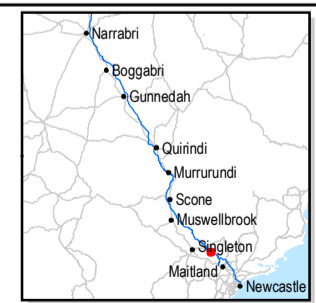 Narrabri
Boggabri
Gunnedah
Quirindi
Murrurundi
Scone
Muswellbrook
Singleton
Maitland
Newcastle